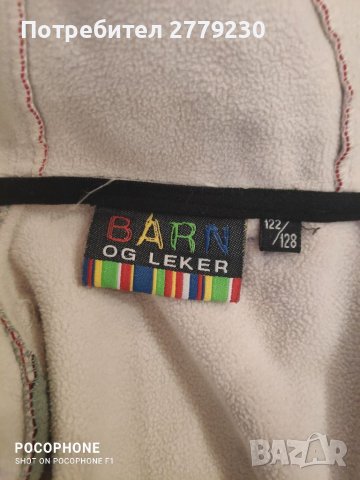 Потребител 2779230
BARN
OG LEKER
122/128
POCOPHONE
SHOT ON POCOPHONE F1
BAZAR